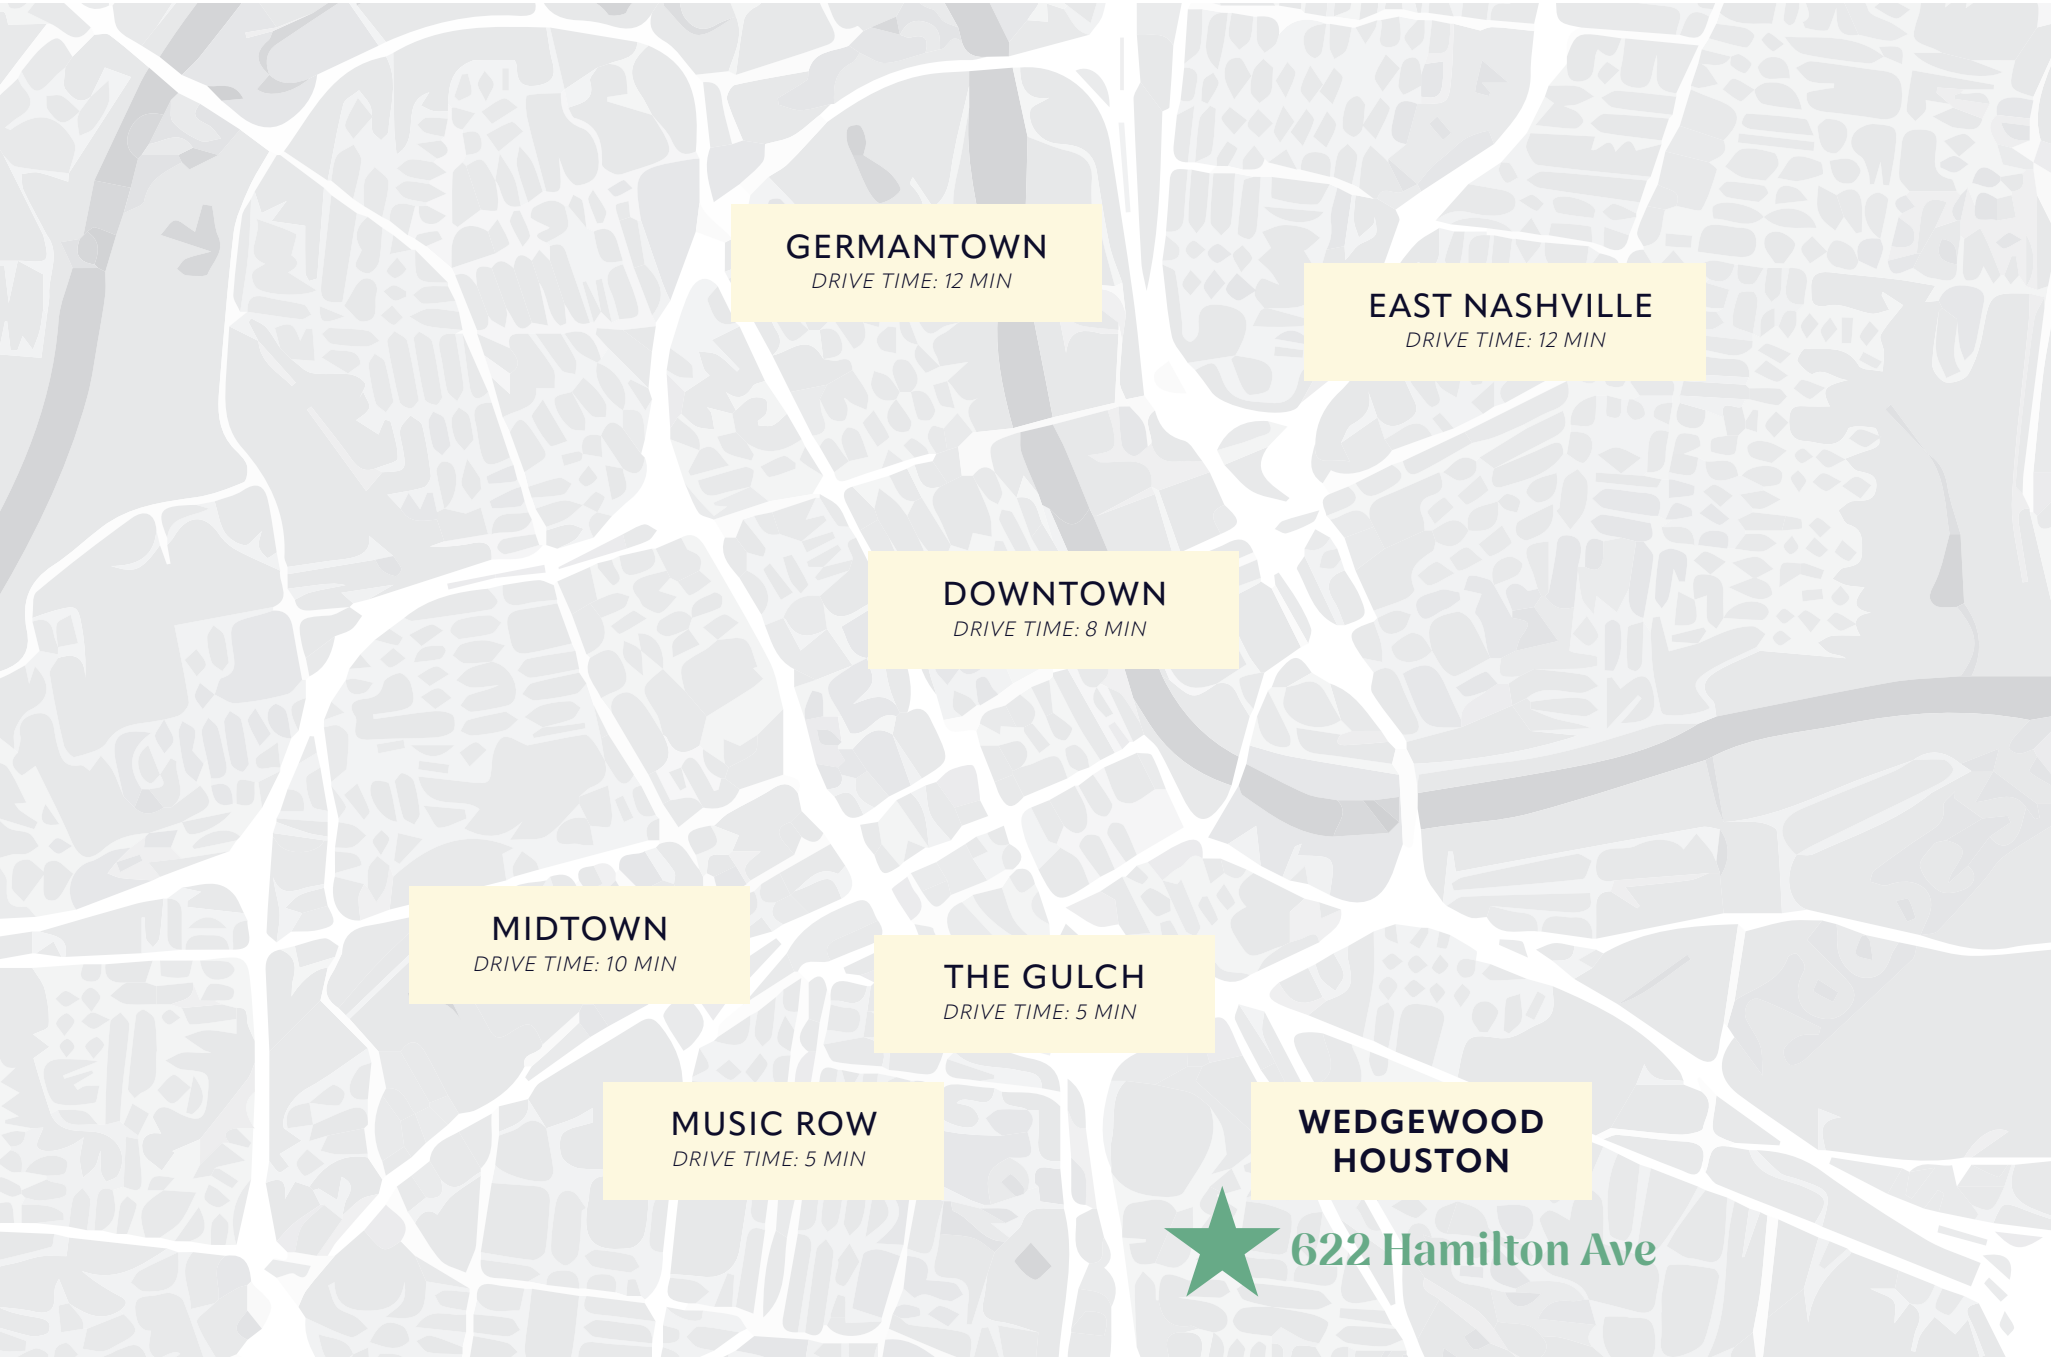 GERMANTOWN
DRIVE TIME: 12 MIN
EAST NASHVILLE
DRIVE TIME: 12 MIN
DOWNTOWN
DRIVE TIME: 8 MIN
MIDTOWN
DRIVE TIME: 10 MIN
THE GULCH
DRIVE TIME: 5 MIN
MUSIC ROW
DRIVE TIME: 5 MIN
WEDGEWOOD
HOUSTON
622 Hamilton Ave